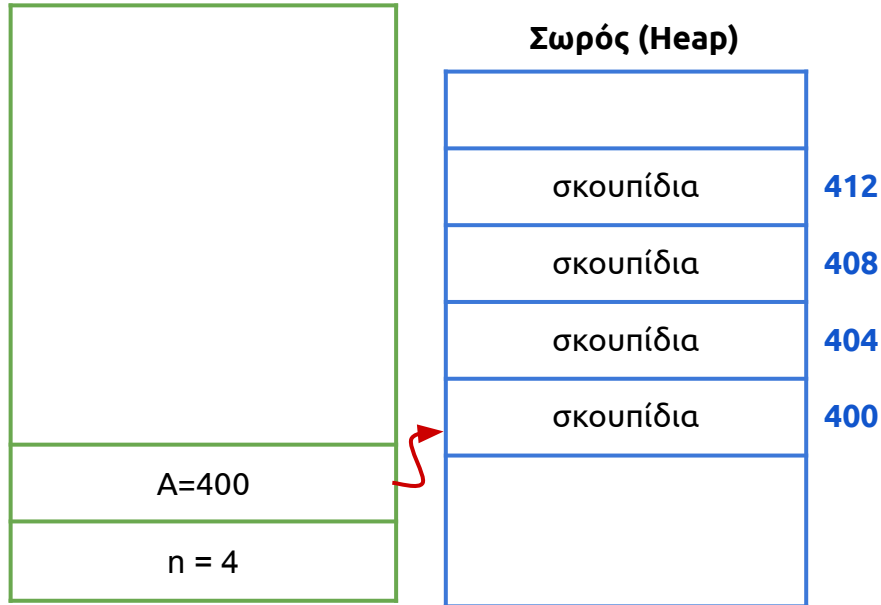 Σωρός (Heap)
σκουπίδια 412
σκουπίδια 408
σκουπίδια 404
σκουπίδια 400
A=400
n = 4